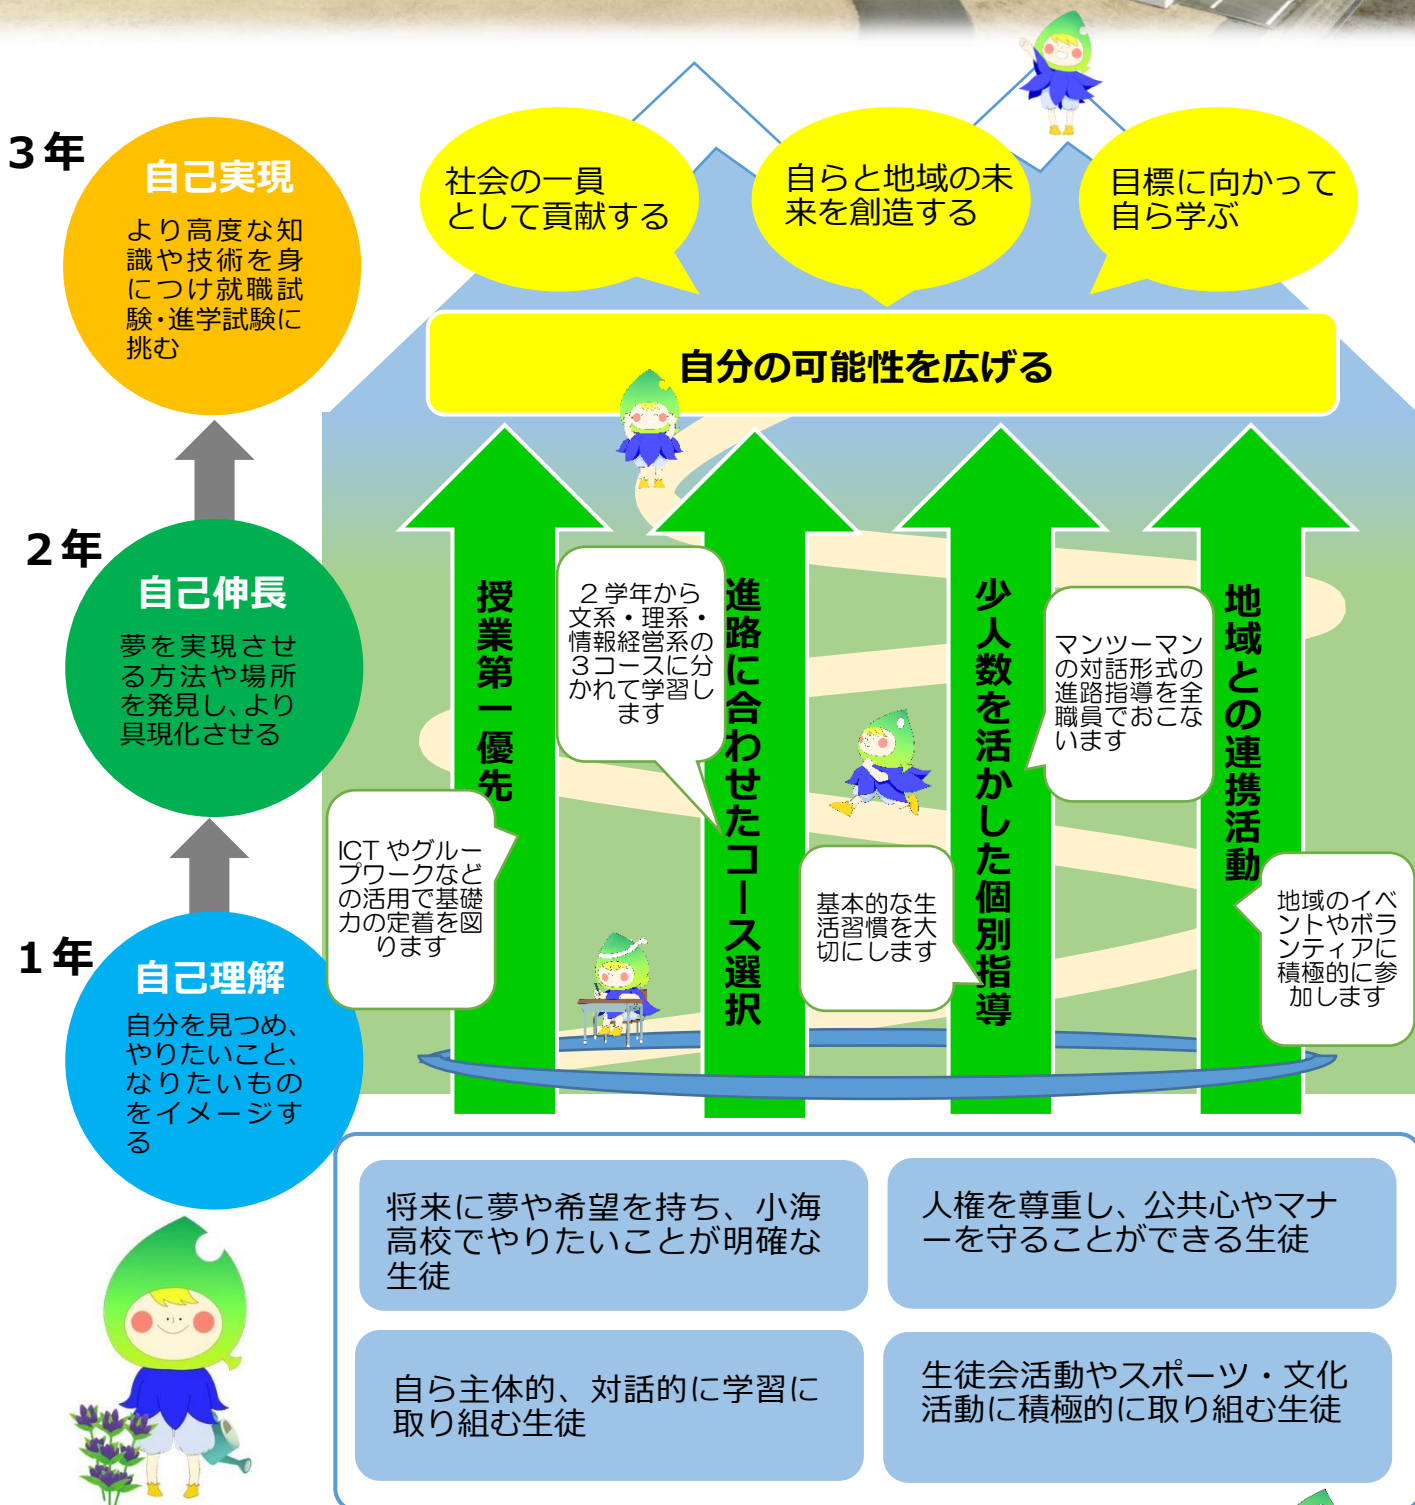 3年
自己実現
より高度な知
識や技術を身
につけ就職試
験・進学試験に
挑む
2年
自己伸長
夢を実現させ
る方法や場所
を発見し、より
具現化させる
1年
自己理解
自分を見つめ、
やりたいこと、
なりたいもの
をイメージす
る
社会の一員
として貢献する
自らと地域の未
来を創造する
目標に向かって
自ら学ぶ
自分の可能性を広げる
授業第一優先
ICTやグルー
プワークなど
の活用で基礎
力の定着を図
ります
進路に合わせたコース選択
2学年から
文系・理系・
情報経営系の
3コースに分
かれて学習し
ます
少人数を活かした個別指導
マンツーマン
の対話形式の
進路指導を全
職員でおこな
います
基本的な生
活習慣を大
切にします
地域との連携活動
地域のイベ
ントやボラ
ンティアに
積極的に参
加します
将来に夢や希望を持ち、小海
高校でやりたいことが明確な
生徒
人権を尊重し、公共心やマナ
ーを守ることができる生徒
自ら主体的、対話的に学習に
取り組む生徒
生徒会活動やスポーツ・文化
活動に積極的に取り組む生徒